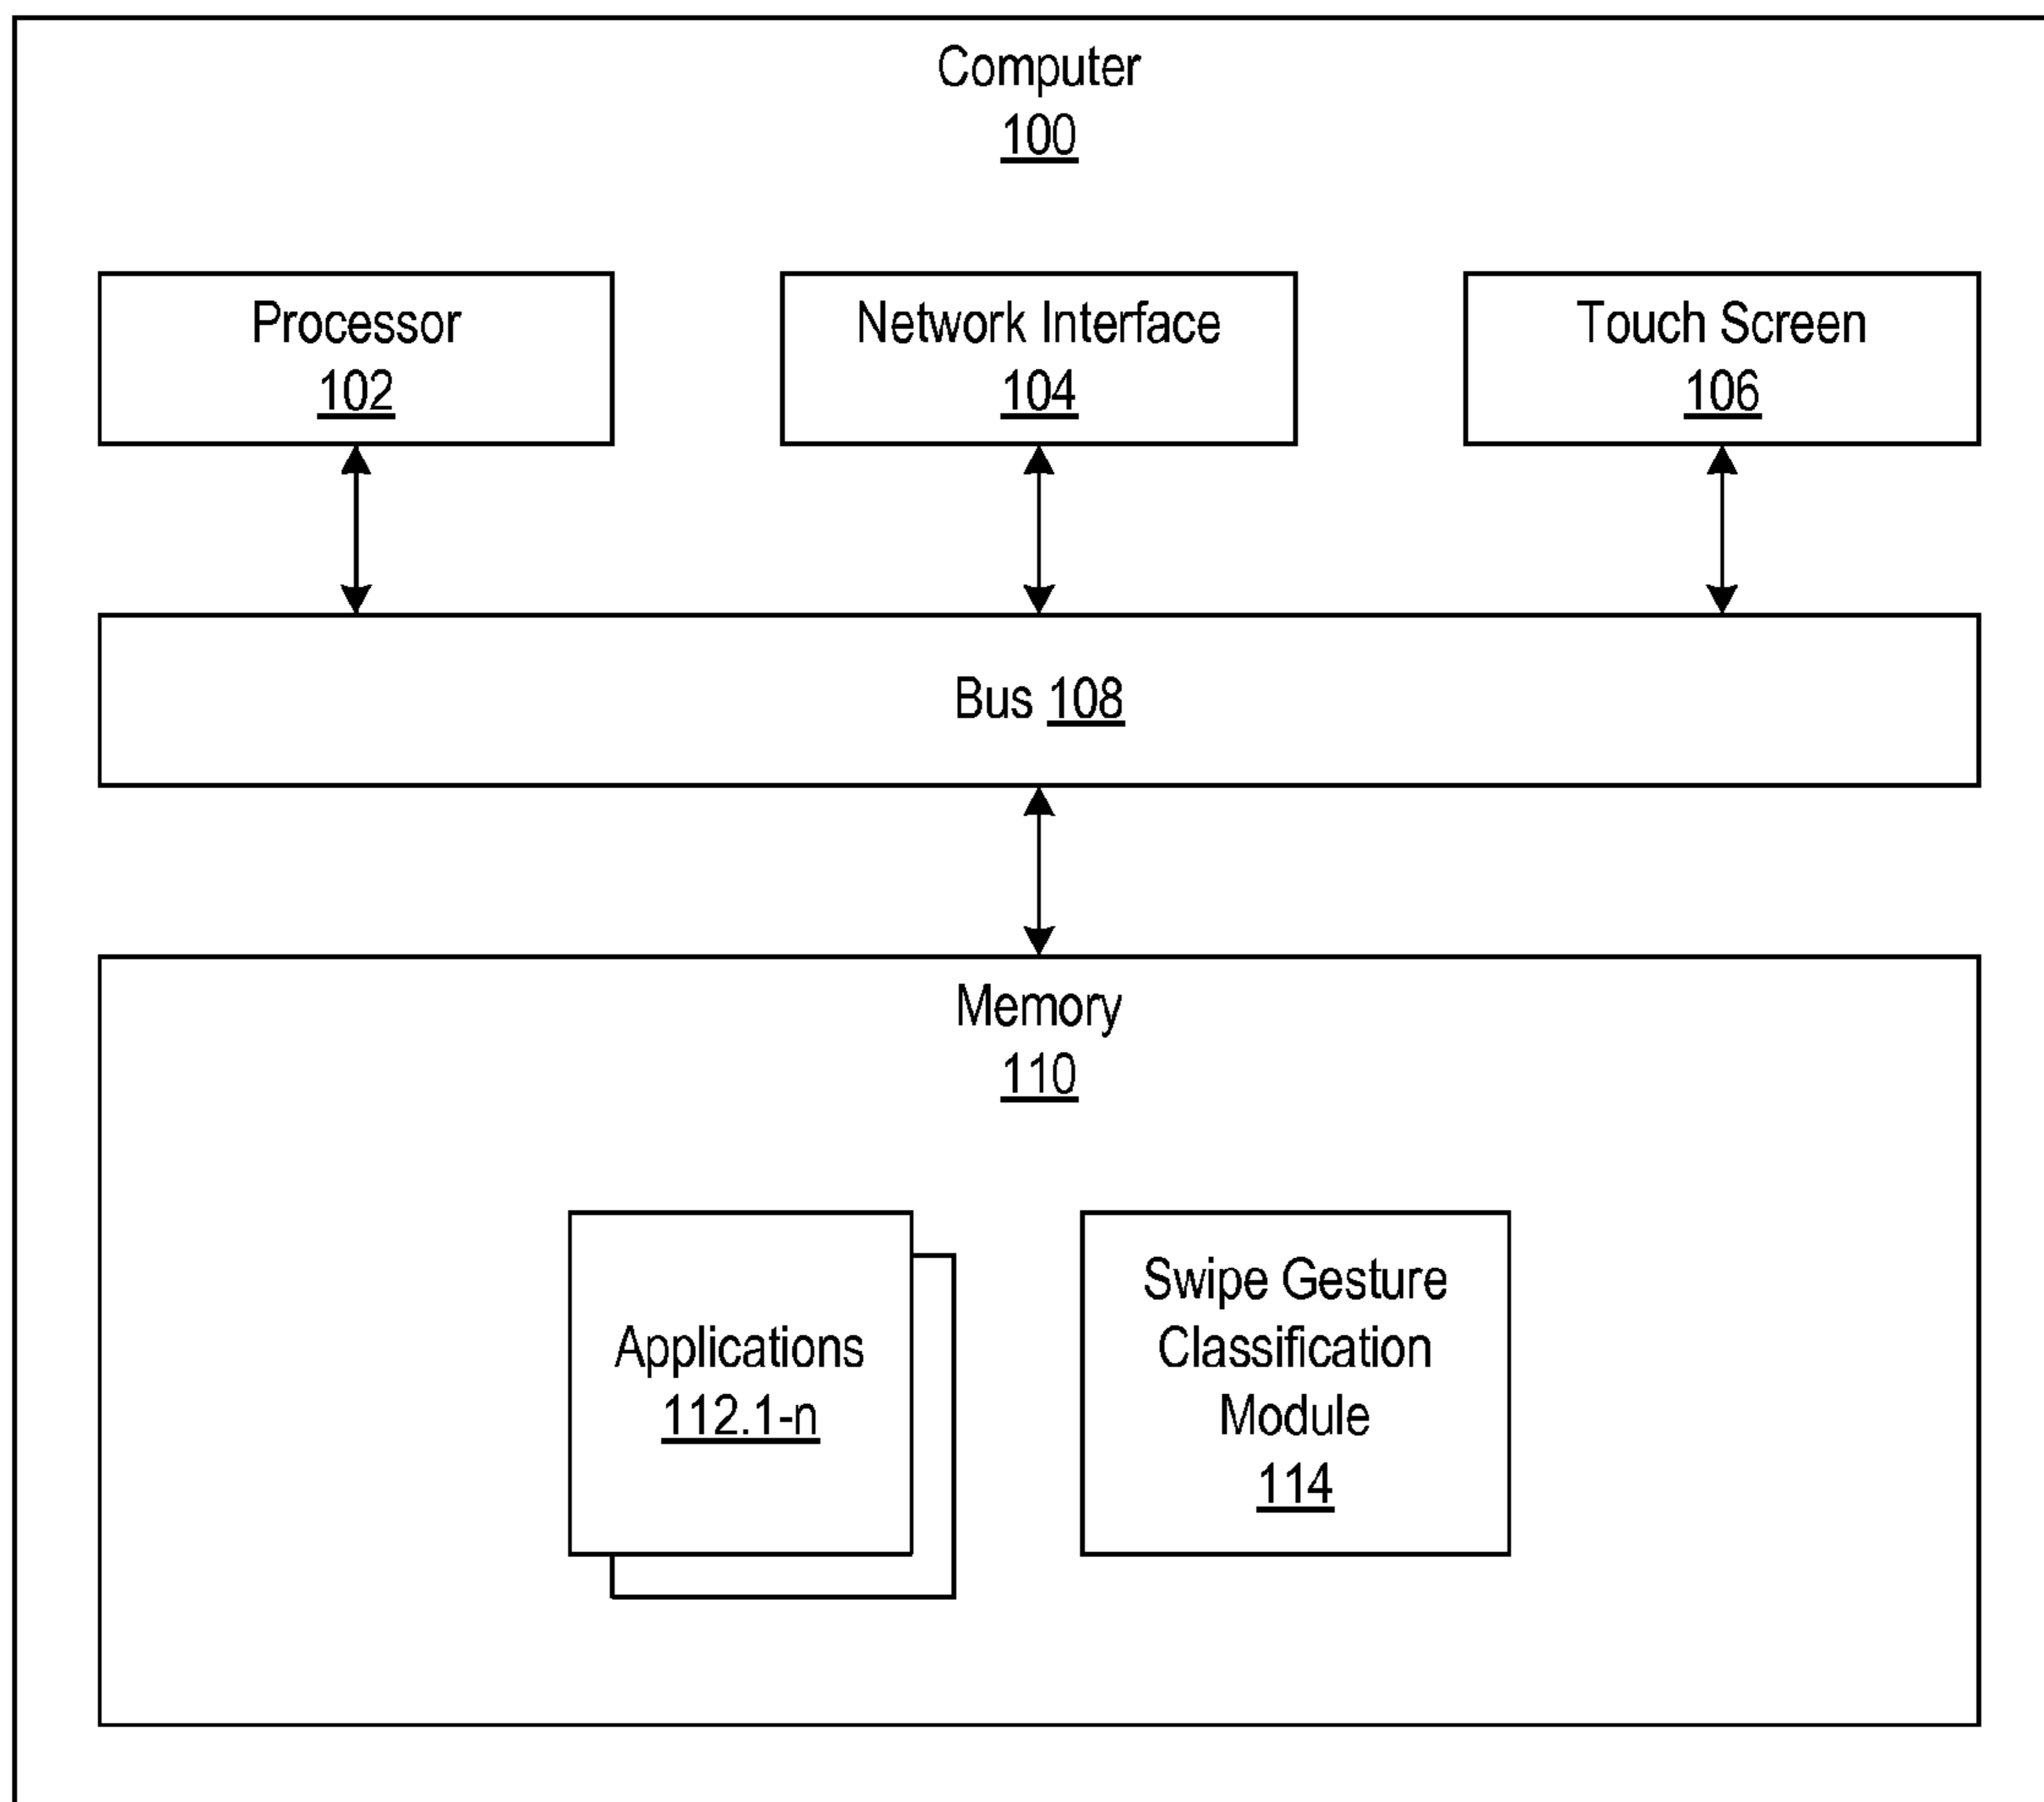 Computer
100
Processor
102
Network Interface
104
Touch Screen
106
Bus 108
Memory
110
Applications
112.1-n
Swipe Gesture
Classification
Module
114